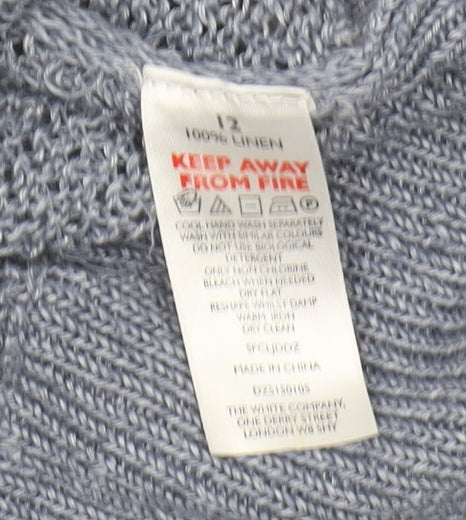 12
100% LINEN
KEEP AWAY
FROM FIRE
COOL HAND WASH SEPARATELY
WASH WITH SIMILAR COLOURS
DO NOT USE BIOLOGICAL
DETERGENT
ONLY NON CHLORINE
BLEACH WHEN NEEDED
DRY FLAT
RESHAPE WHILST DAMP
WARM IRON
DRY CLEAN
MADE IN CHINA
DZS150105
THE WHITE COMPANY,
ONE DERRY STREET
LONDON W8 5HY